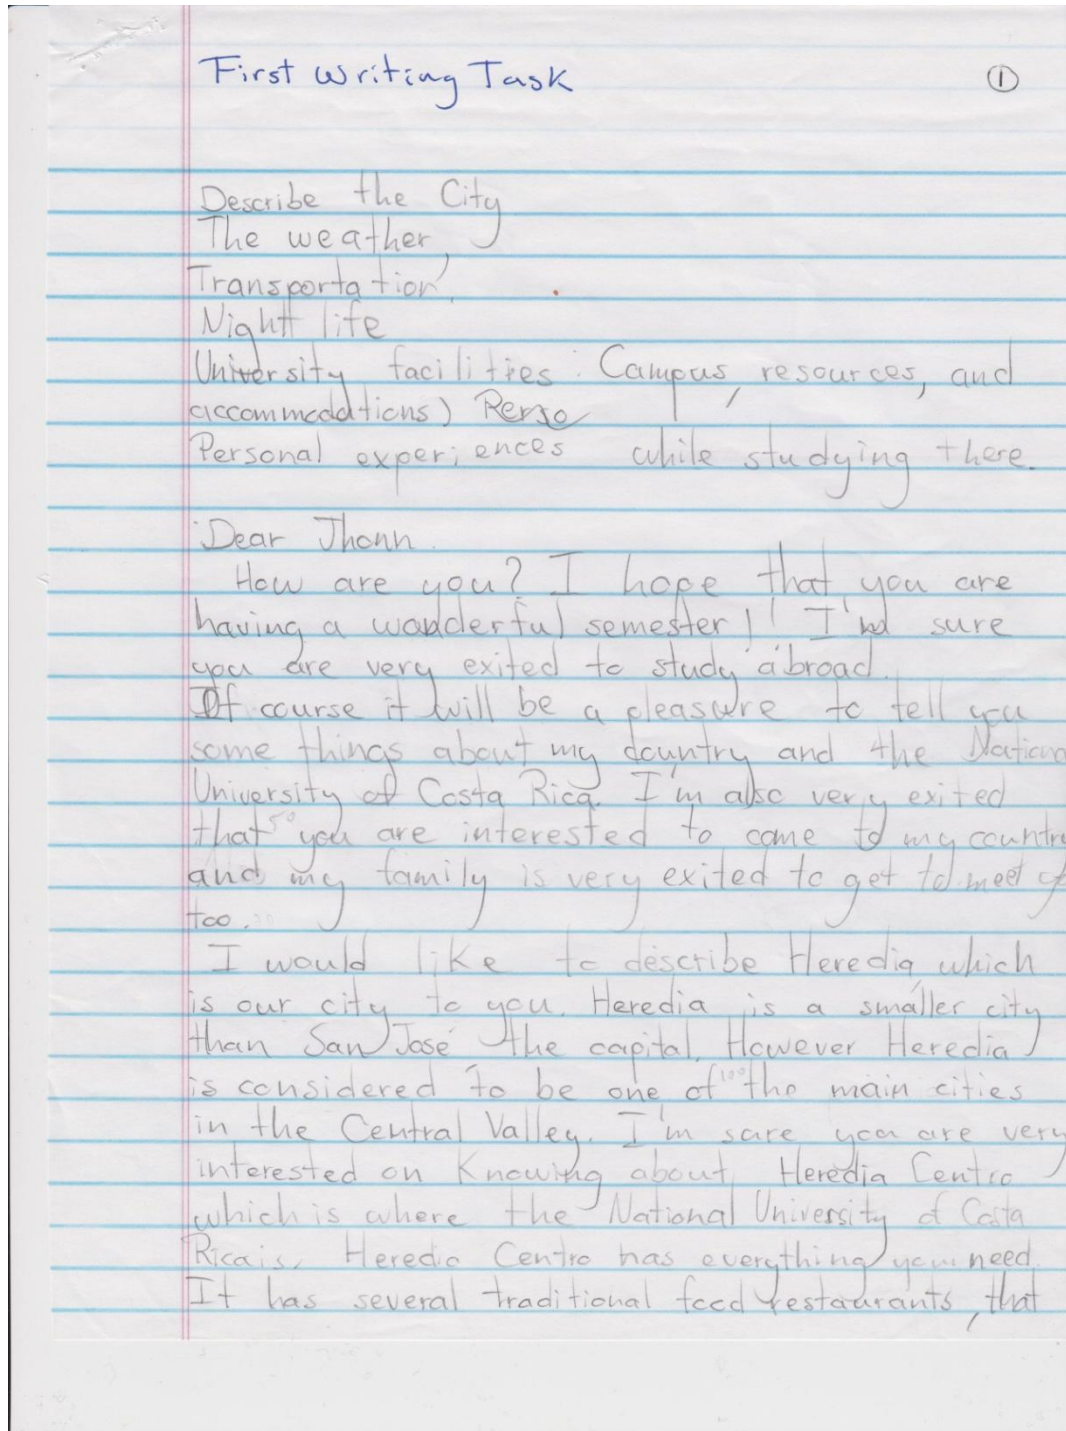 First Writing Task
①
Describe the City
The weather,
Transportation,
Night life
University facilities: Campus, resources, and
accommodations)
Personal experiences while studying there.
Dear Jhonn.
How are you? I hope that you are
having a wonderful semester!! I'm sure
you are very exited to study abroad.
Of course it will be a pleasure to tell you
some things about my country and the Nationa
University of Costa Rica. I'm also very exited
that 50 you are interested to come to my countr
and my family is very exited to get to meet y
too.
I would like to describe Heredia, which
is our city to you. Heredia is a smaller city
than San José the capital. However Heredia
is considered to be one of 100 the main cities
in the Central Valley. I'm sure you are very
interested on knowing about Heredia Centro
which is where the National University of Costa
Rica is. Heredia Centro has everything you need.
It has several traditional food restaurants, that